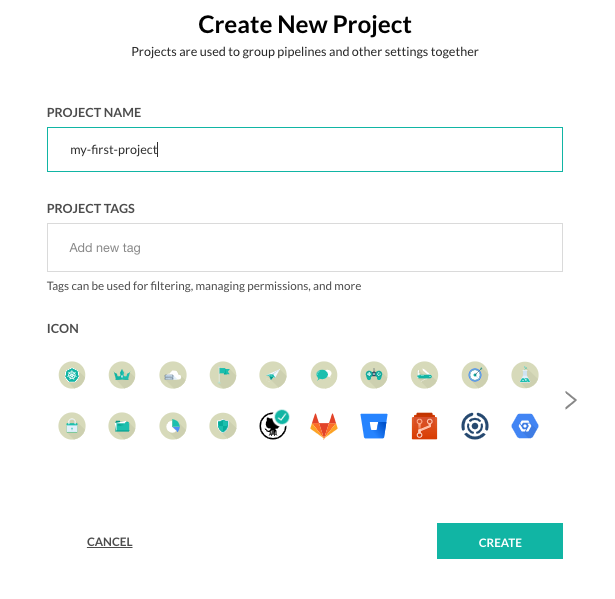 Create New Project
Projects are used to group pipelines and other settings together
PROJECT NAME
my-first-project
PROJECT TAGS
Add new tag
Tags can be used for filtering, managing permissions, and more
ICON
CANCEL
CREATE